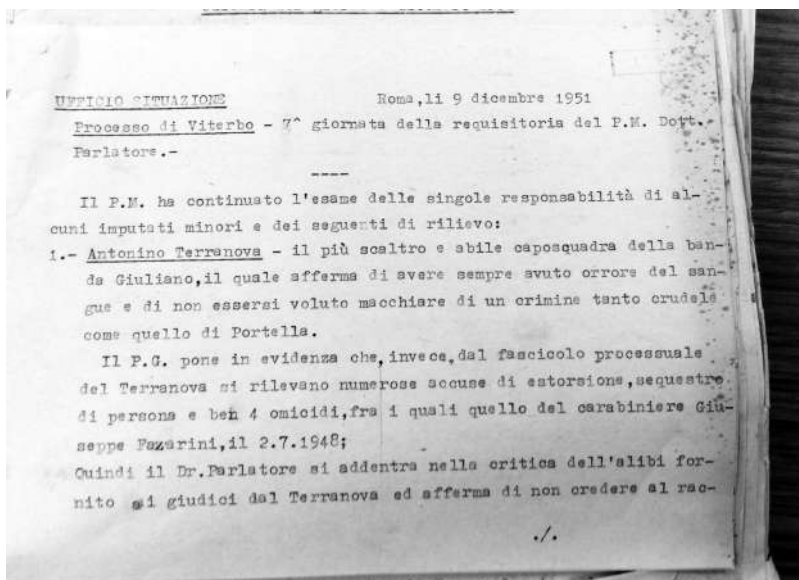 UFFICIO SITUAZIONE Roma,li 9 dicembre 1951
Processo di Viterbo - 7^ giornata della requisitoria del P.M. Dott.
Parlatore.-
----
Il P.M. ha continuato l'esame delle singole responsabilità di al-
cuni imputati minori e dei seguenti di rilievo:
1.- Antonino Terranova - il più scaltro e abile caposquadra della ban-
da Giuliano,il quale afferma di avere sempre avuto orrore del san-
gue e di non essersi voluto macchiare di un crimine tanto crudele
come quello di Portella.
Il P.G. pone in evidenza che,invece,dal fascicolo processuale
del Terranova si rilevano numerose accuse di estorsione,sequestro
di persona e ben 4 omicidi,fra i quali quello del carabiniere Giu-
seppe Fazarini,il 2.7.1948;
Quindi il Dr.Parlatore si addentra nella critica dell'alibi for-
nito ai giudici dal Terranova ed afferma di non credere al rac-
./.